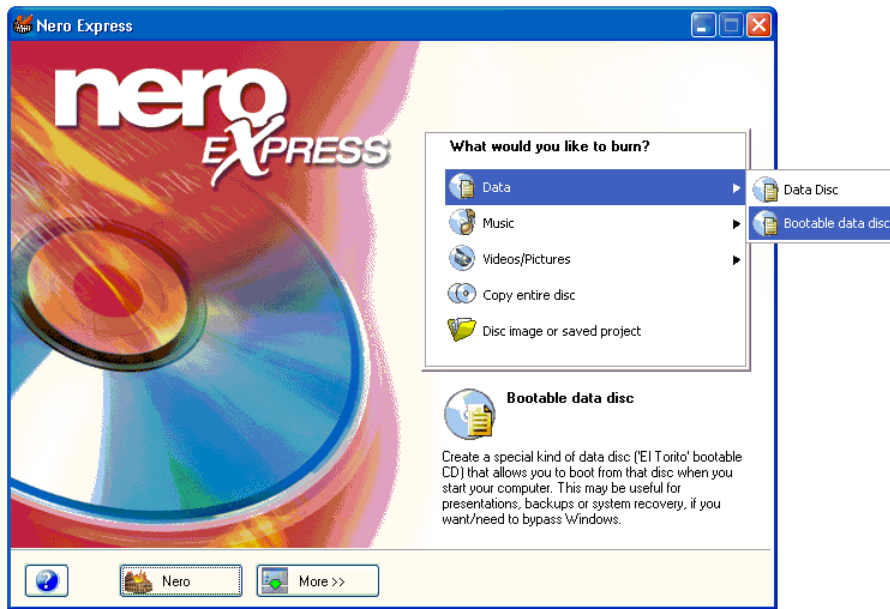 Nero Express
nero
EXPRESS
What would you like to burn?
Data
Data Disc
Music
Bootable data disc
Videos/Pictures
Copy entire disc
Disc image or saved project
Bootable data disc
Create a special kind of data disc ('El Torito' bootable
CD) that allows you to boot from that disc when you
start your computer. This may be useful for
presentations, backups or system recovery, if you
want/need to bypass Windows.
Nero
More >>